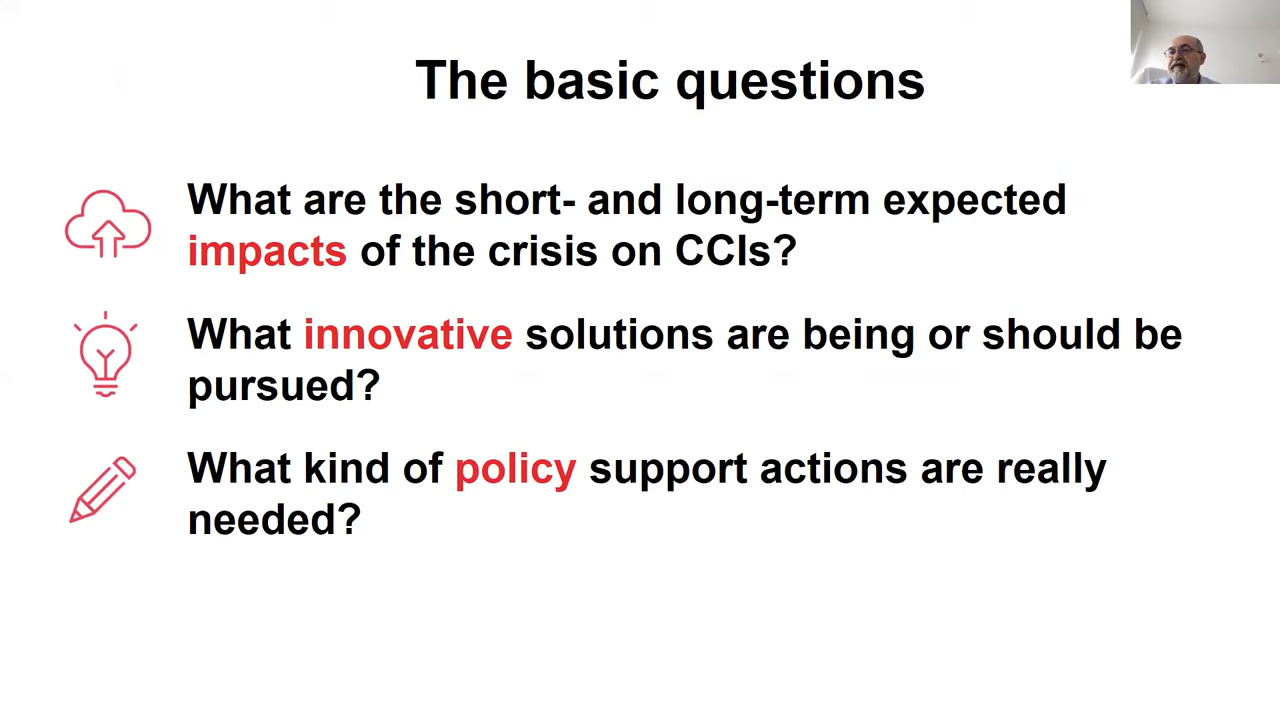 The basic questions
What are the short- and long-term expected
impacts of the crisis on CCIs?
What innovative solutions are being or should be
pursued?
What kind of policy support actions are really
needed?